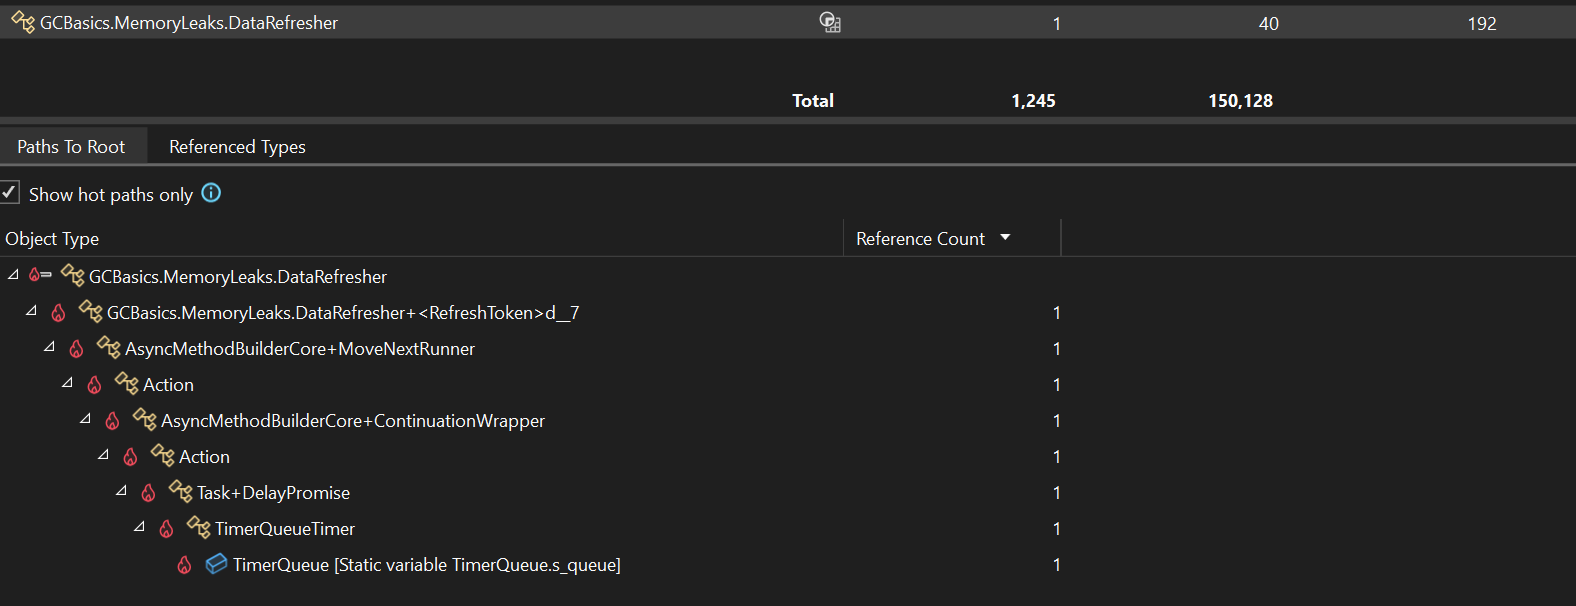 GCBasics.MemoryLeaks.DataRefresher 1 40 192
Total 1,245 150,128
Paths To Root Referenced Types
Show hot paths only
Object Type Reference Count
GCBasics.MemoryLeaks.DataRefresher
GCBasics.MemoryLeaks.DataRefresher+<RefreshToken>d__7 1
AsyncMethodBuilderCore+MoveNextRunner 1
Action 1
AsyncMethodBuilderCore+ContinuationWrapper 1
Action 1
Task+DelayPromise 1
TimerQueueTimer 1
TimerQueue [Static variable TimerQueue.s_queue] 1